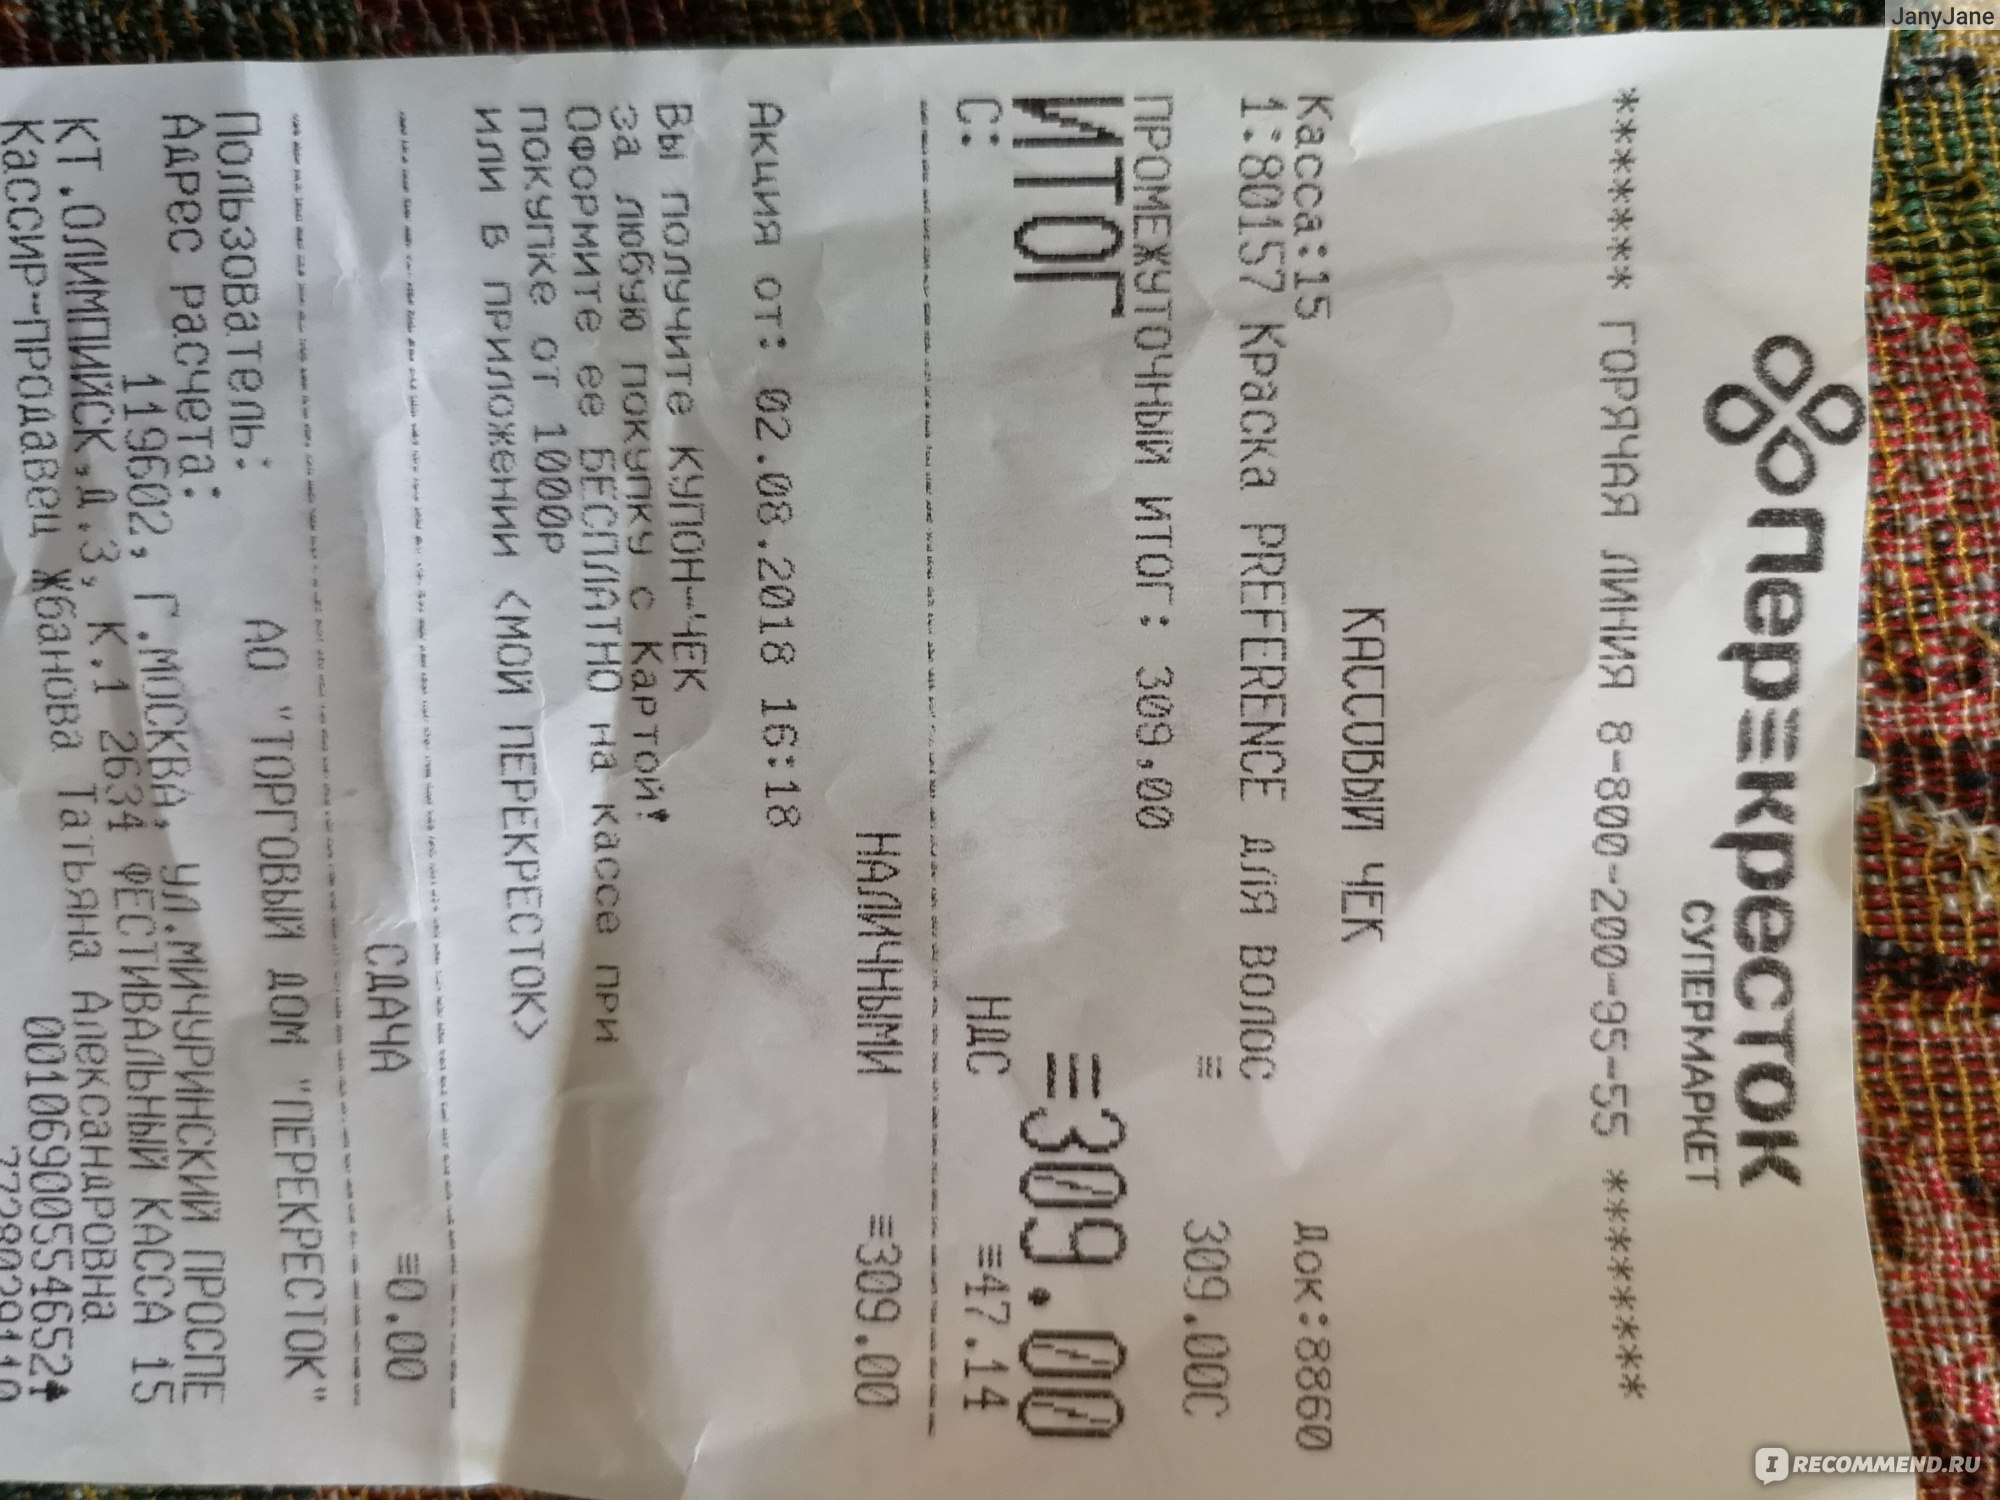 JanyJane
ПерЕкресток
СУПЕРМАРКЕТ
******** ГОРЯЧАЯ ЛИНИЯ 8-800-200-95-55 *********
КАССОВЫЙ ЧЕК
Касса:15 Док:8860
1:80157 Краска PREFERENCE для волос
≡ 309.00С
ПРОМЕЖУТОЧНЫЙ ИТОГ: 309,00
ИТОГ =309.00
С: НДС ≡47.14
НАЛИЧНЫМИ ≡309.00
Акция от: 02.08.2018 16:18
Вы получите КУПОН-ЧЕК
за любую покупку с Картой!
Оформите ее БЕСПЛАТНО на кассе при
покупке от 1000р
или в приложении <МОЙ ПЕРЕКРЕСТОК>
СДАЧА ≡0.00
Пользователь:
АО "ТОРГОВЫЙ ДОМ "ПЕРЕКРЕСТОК"
Адрес расчета:
119602, Г.МОСКВА, УЛ.МИЧУРИНСКИЙ ПРОСПЕ
КТ.ОЛИМПИЙСК,Д.3, К.1 2634 ФЕСТИВАЛЬНЫЙ КАССА 15
Кассир-продавец Жбанова Татьяна Александровна
0010690055465524
I RECOMMEND.RU